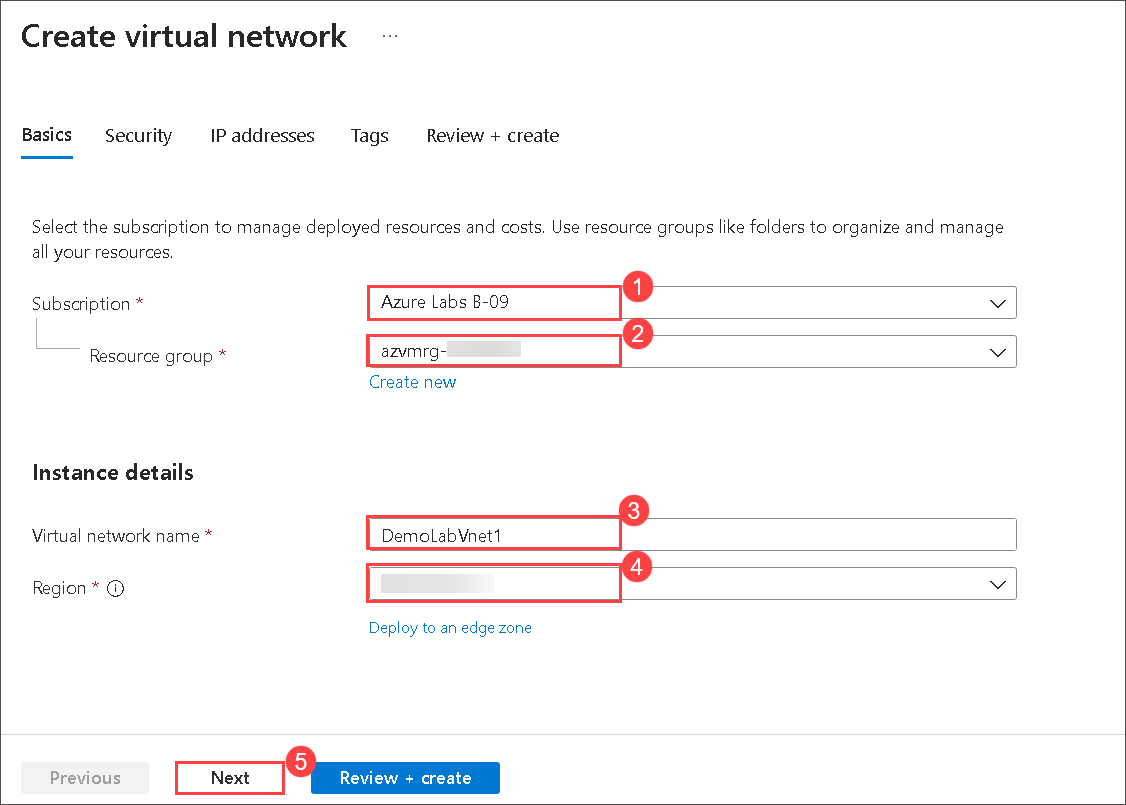 Create virtual network ...
Basics Security IP addresses Tags Review + create
Select the subscription to manage deployed resources and costs. Use resource groups like folders to organize and manage
all your resources.
Subscription * Azure Labs B-09 1
Resource group * azvmrg- 2
Create new
Instance details
Virtual network name * DemoLabVnet1 3
Region * 4
Deploy to an edge zone
Previous Next 5 Review + create